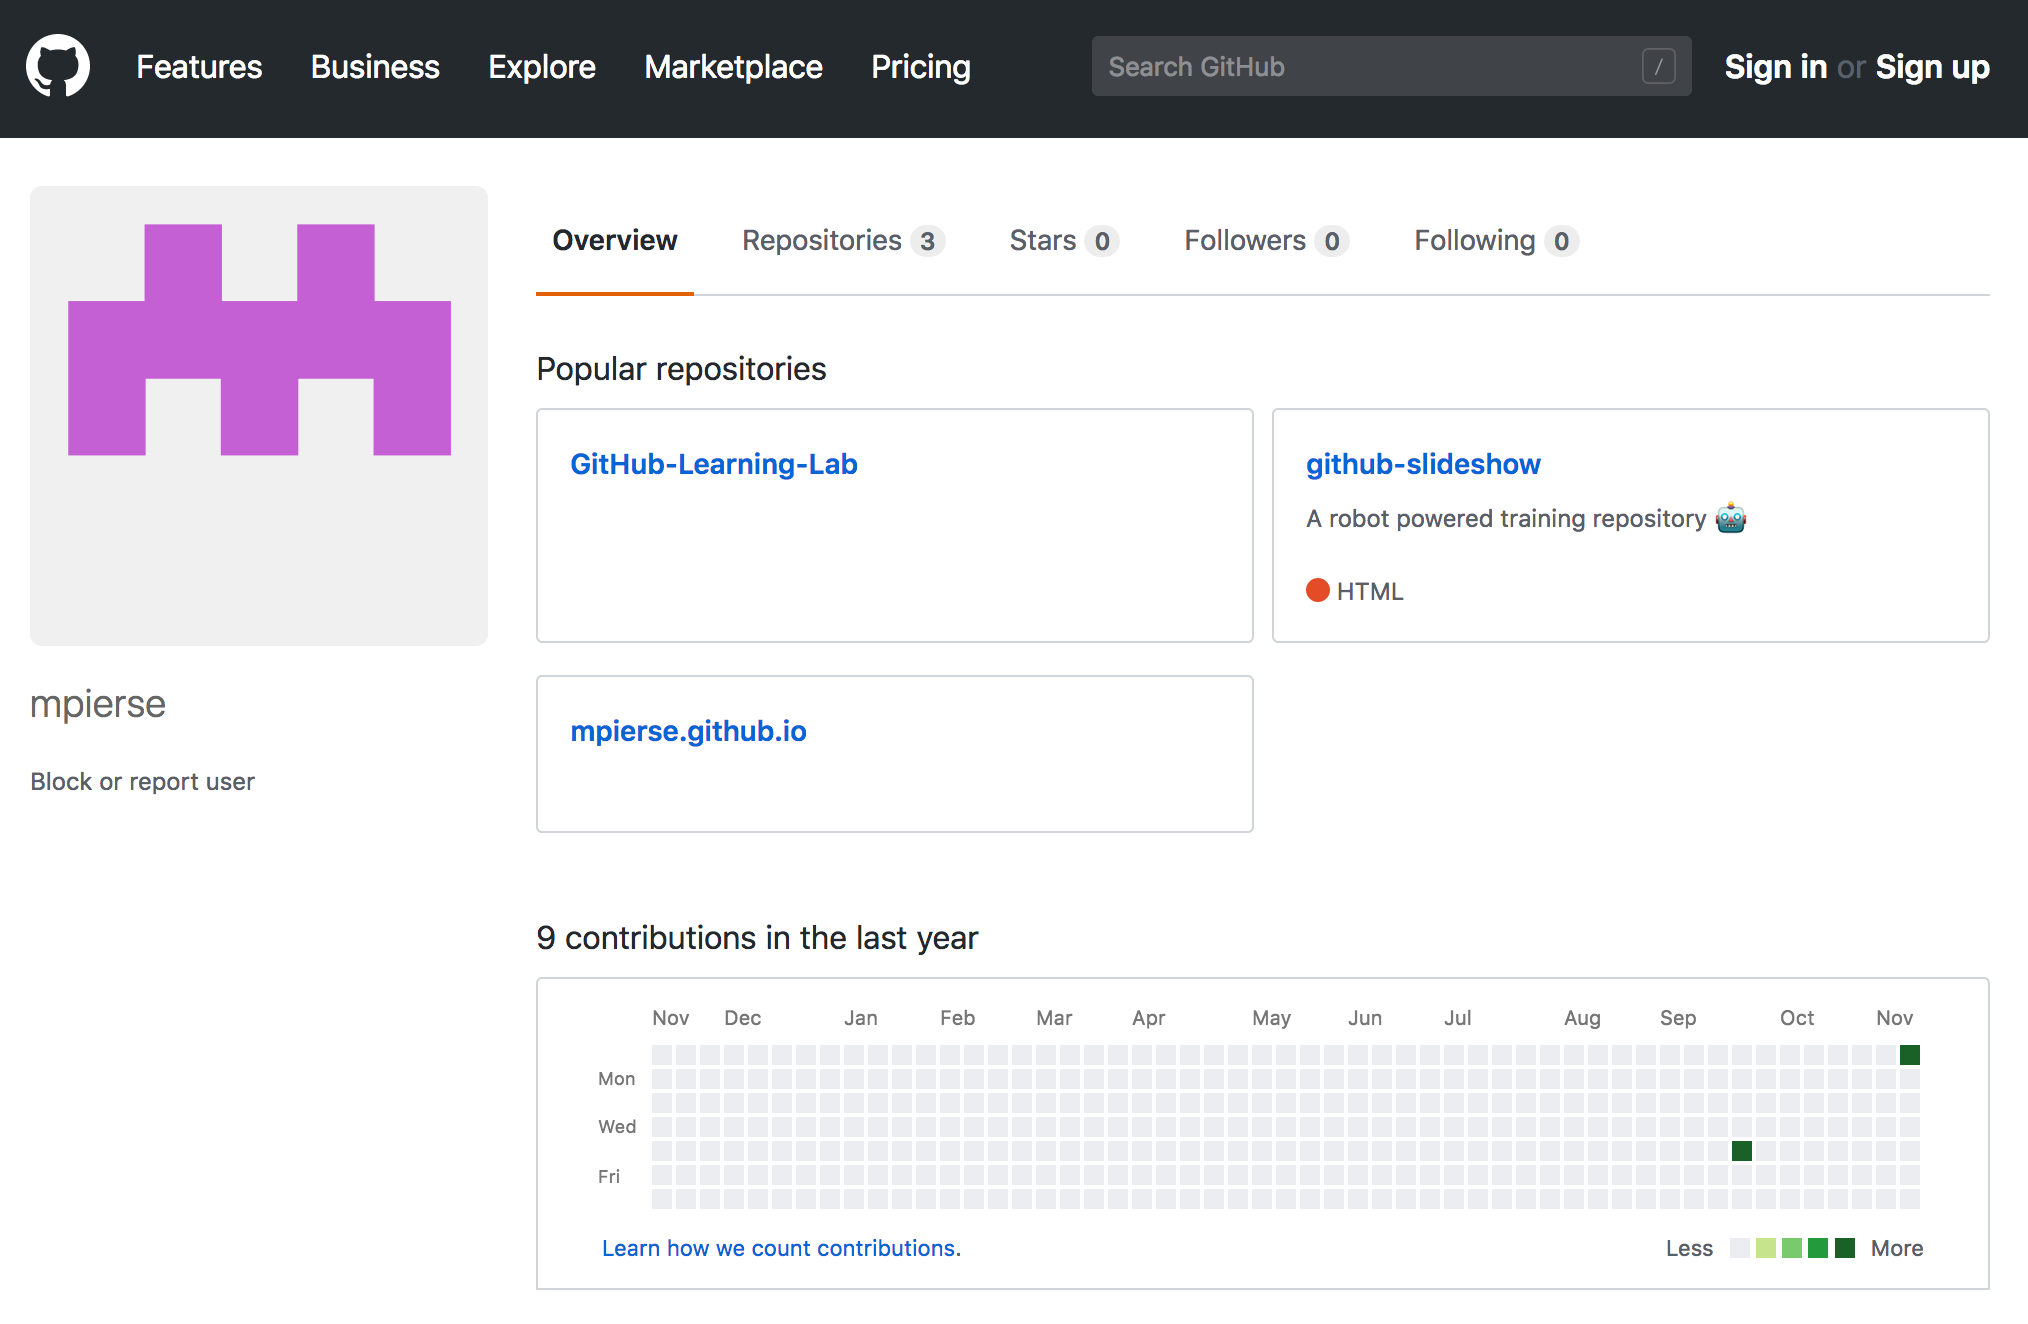 Features Business Explore Marketplace Pricing Search GitHub / Sign in or Sign up
Overview Repositories 3 Stars 0 Followers 0 Following 0
Popular repositories
GitHub-Learning-Lab
github-slideshow
A robot powered training repository 🤖
HTML
mpierse.github.io
mpierse
Block or report user
9 contributions in the last year
Nov Dec Jan Feb Mar Apr May Jun Jul Aug Sep Oct Nov
Mon
Wed
Fri
Learn how we count contributions.
Less More